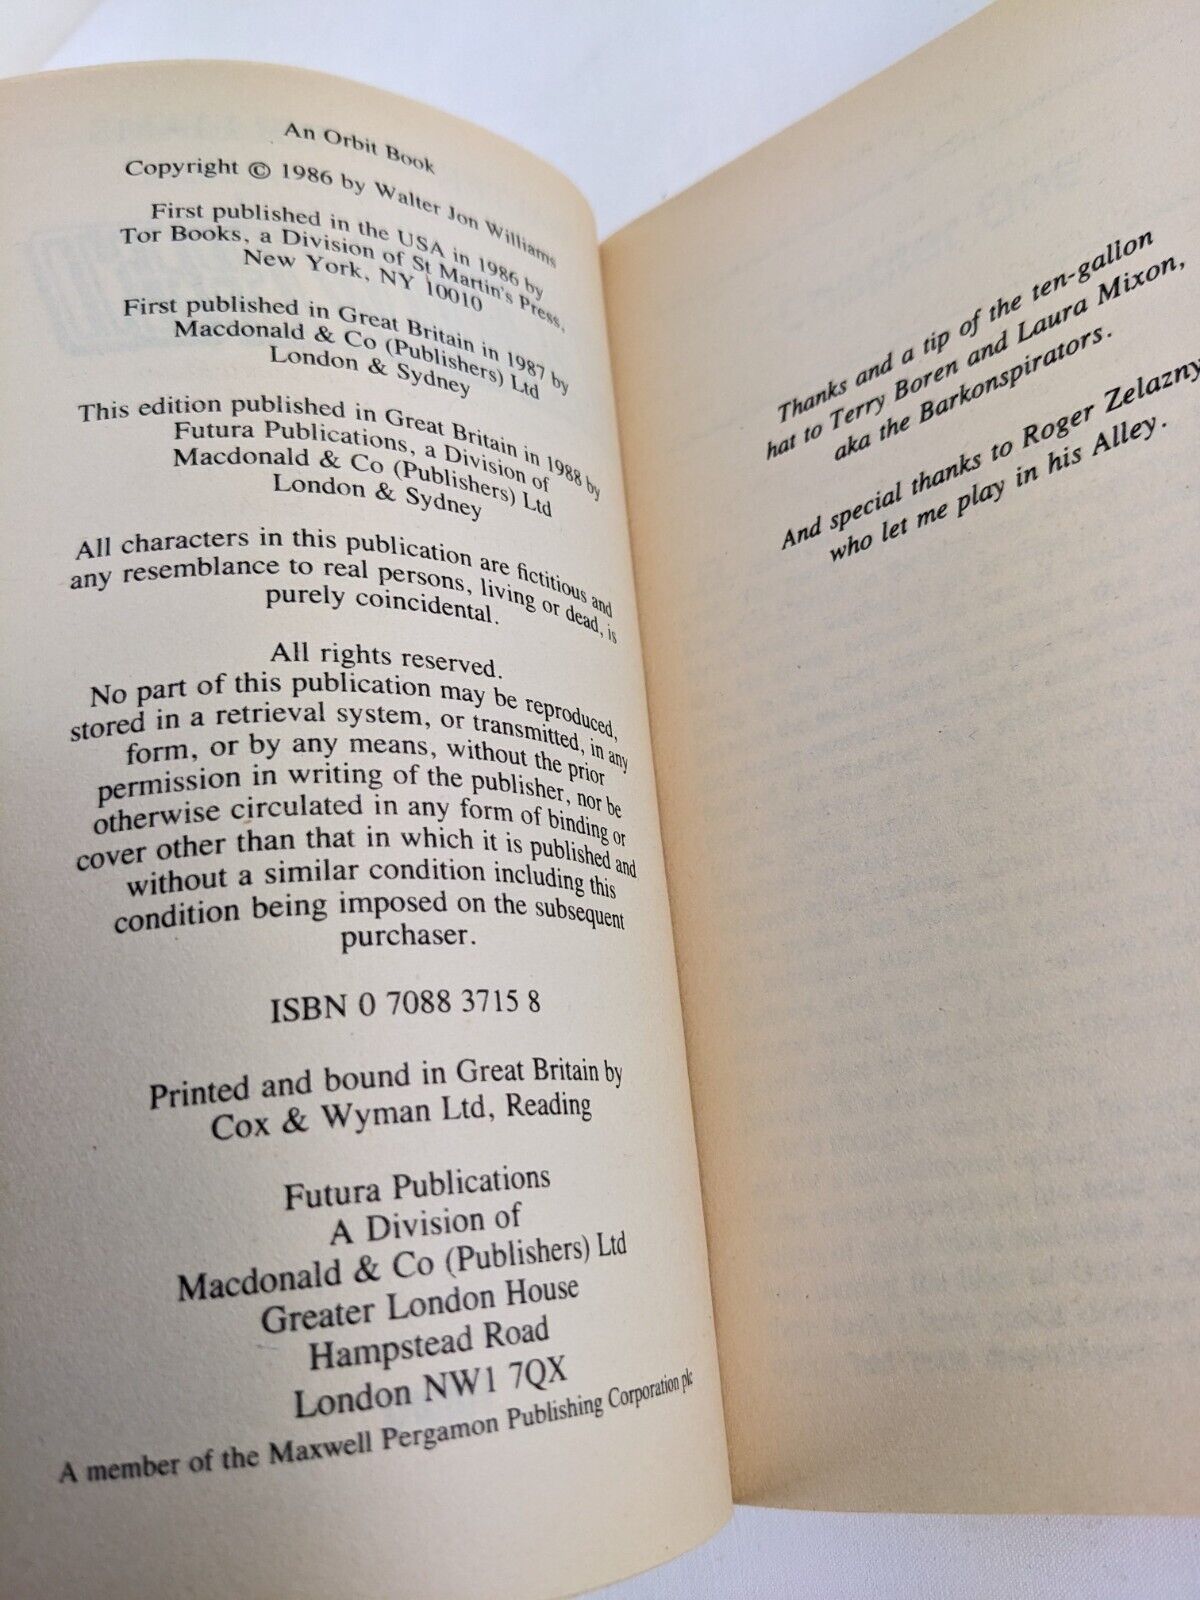 An Orbit Book
Copyright © 1986 by Walter Jon Williams
First published in the USA in 1986 by
Tor Books, a Division of St Martin's Press,
New York, NY 10010
First published in Great Britain in 1987 by
Macdonald & Co (Publishers) Ltd
London & Sydney
This edition published in Great Britain in 1988 by
Futura Publications, a Division of
Macdonald & Co (Publishers) Ltd
London & Sydney
All characters in this publication are fictitious and
any resemblance to real persons, living or dead, is
purely coincidental.
All rights reserved.
No part of this publication may be reproduced,
stored in a retrieval system, or transmitted, in any
form, or by any means, without the prior
permission in writing of the publisher, nor be
otherwise circulated in any form of binding or
cover other than that in which it is published and
without a similar condition including this
condition being imposed on the subsequent
purchaser.
ISBN 0 7088 3715 8
Printed and bound in Great Britain by
Cox & Wyman Ltd, Reading
Futura Publications
A Division of
Macdonald & Co (Publishers) Ltd
Greater London House
Hampstead Road
London NW1 7QX
A member of the Maxwell Pergamon Publishing Corporation plc
Thanks and a tip of the ten-gallon
hat to Terry Boren and Laura Mixon,
aka the Barkonspirators.
And special thanks to Roger Zelazny
who let me play in his Alley.